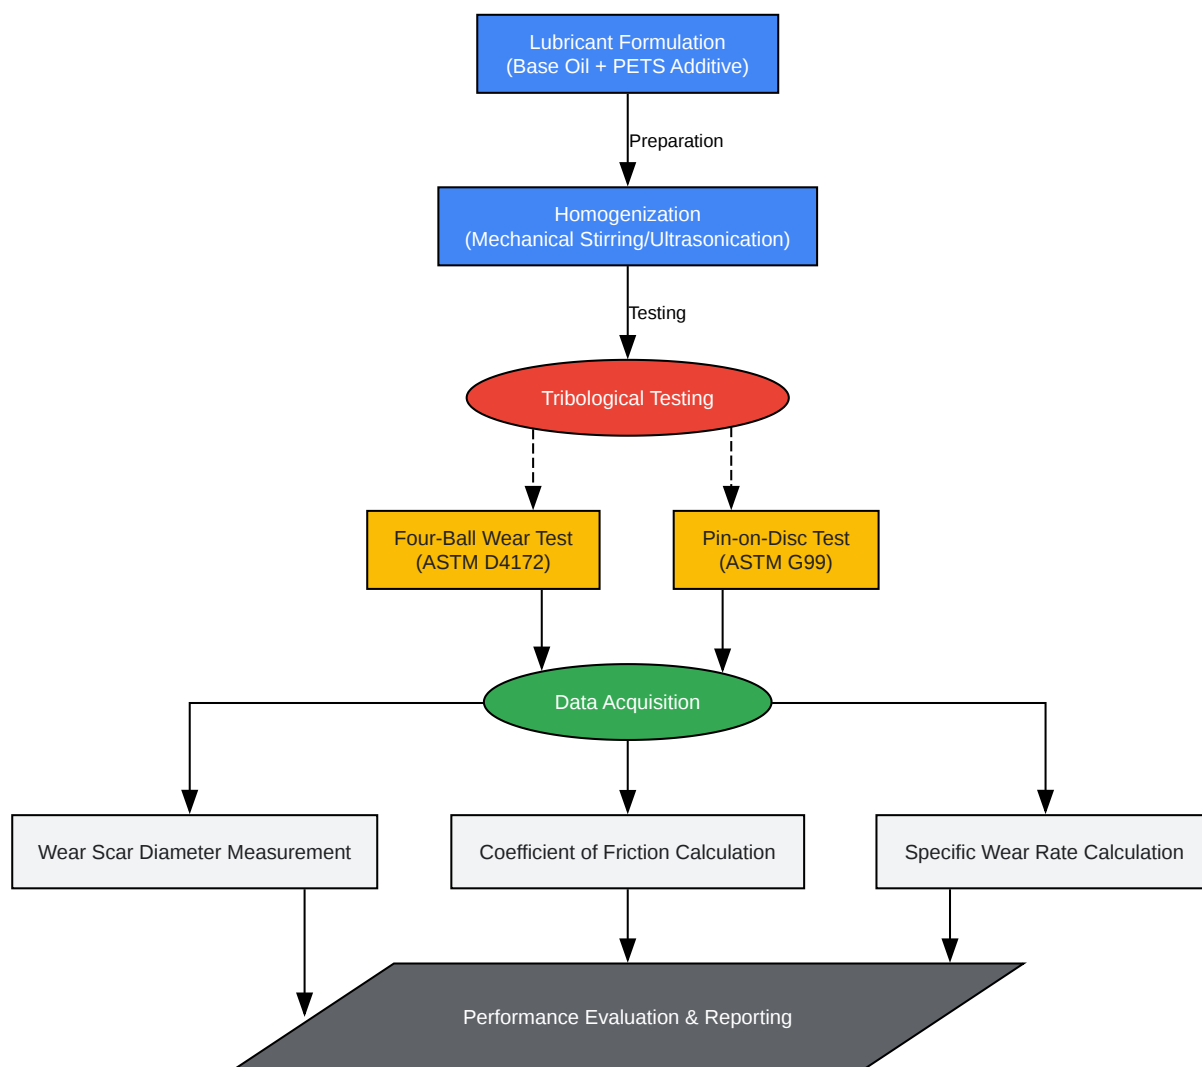 Lubricant Formulation
(Base Oil + PETS Additive)
Preparation
Homogenization
(Mechanical Stirring/Ultrasonication)
Testing
Tribological Testing
Four-Ball Wear Test
(ASTM D4172)
Pin-on-Disc Test
(ASTM G99)
Data Acquisition
Wear Scar Diameter Measurement
Coefficient of Friction Calculation
Specific Wear Rate Calculation
Performance Evaluation & Reporting